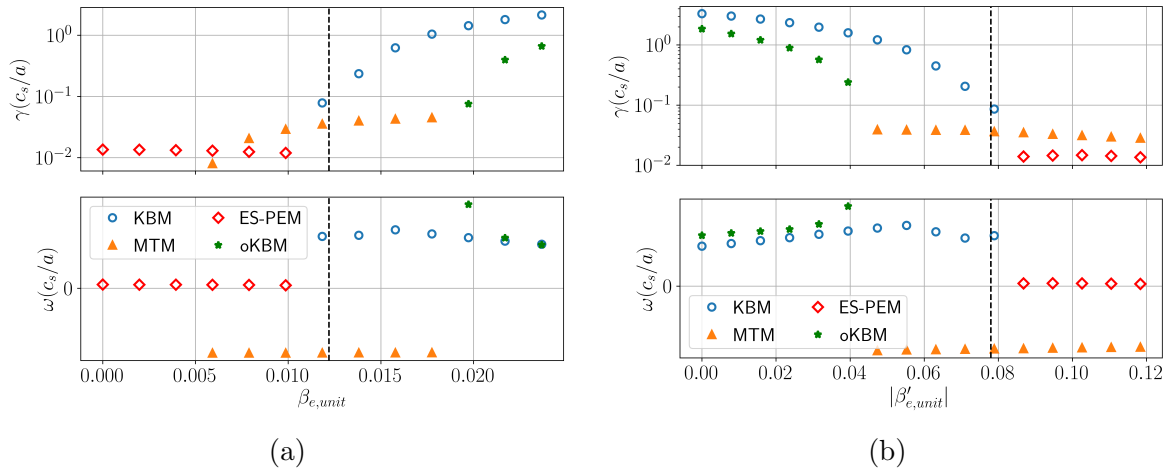 10^0
10^{-1}
10^{-2}
γ(c_s/a)
KBM
MTM
ES-PEM
oKBM
0
ω(c_s/a)
0.000 0.005 0.010 0.015 0.020
β_{e,unit}
(a)
10^0
10^{-1}
10^{-2}
γ(c_s/a)
KBM
MTM
ES-PEM
oKBM
0
ω(c_s/a)
0.00 0.02 0.04 0.06 0.08 0.10 0.12
|β'_{e,unit}|
(b)